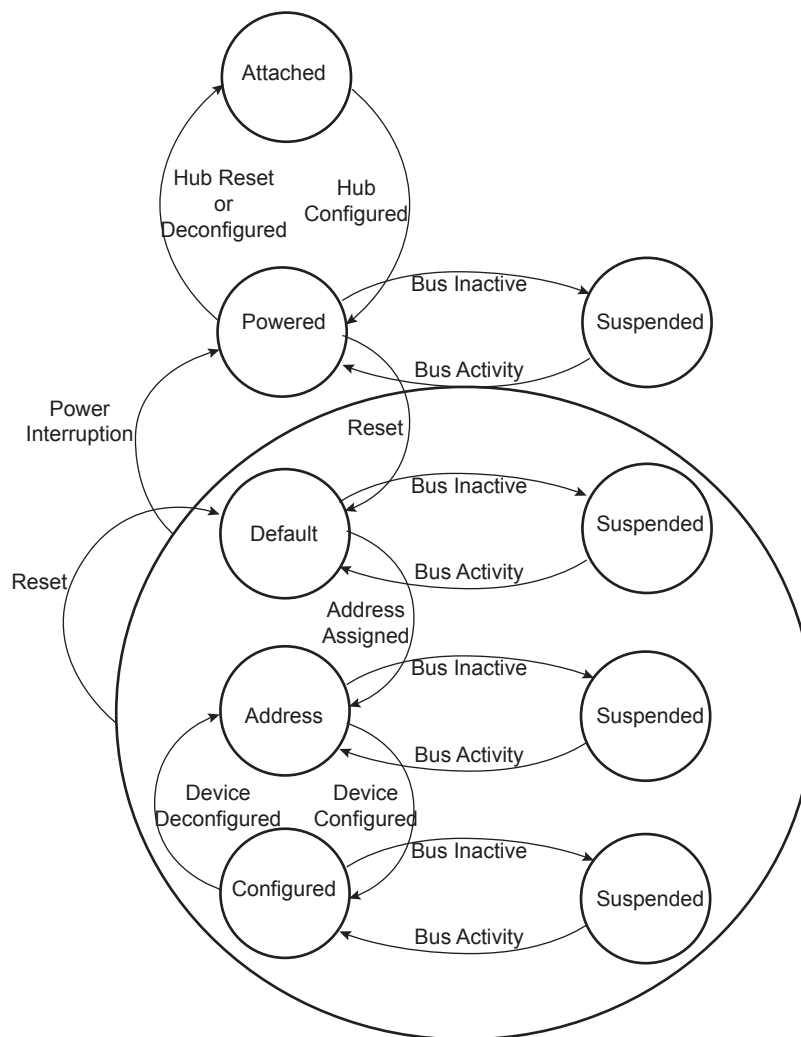 Attached
Hub Reset
or
Deconfigured
Hub
Configured
Powered
Bus Inactive
Suspended
Bus Activity
Power
Interruption
Reset
Default
Bus Inactive
Suspended
Bus Activity
Reset
Address
Assigned
Address
Bus Inactive
Suspended
Bus Activity
Device
Deconfigured
Device
Configured
Configured
Bus Inactive
Suspended
Bus Activity